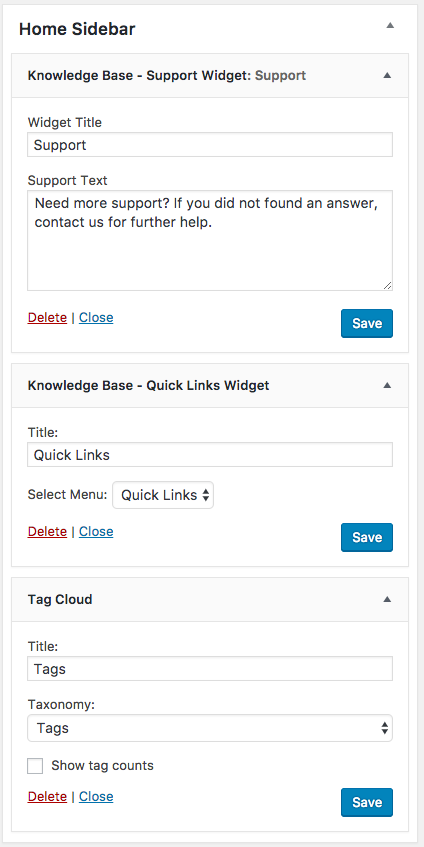 Home Sidebar
Knowledge Base - Support Widget: Support
Widget Title
Support
Support Text
Need more support? If you did not found an answer,
contact us for further help.
Delete | Close
Save
Knowledge Base - Quick Links Widget
Title:
Quick Links
Select Menu: Quick Links
Delete | Close
Save
Tag Cloud
Title:
Tags
Taxonomy:
Tags
Show tag counts
Delete | Close
Save